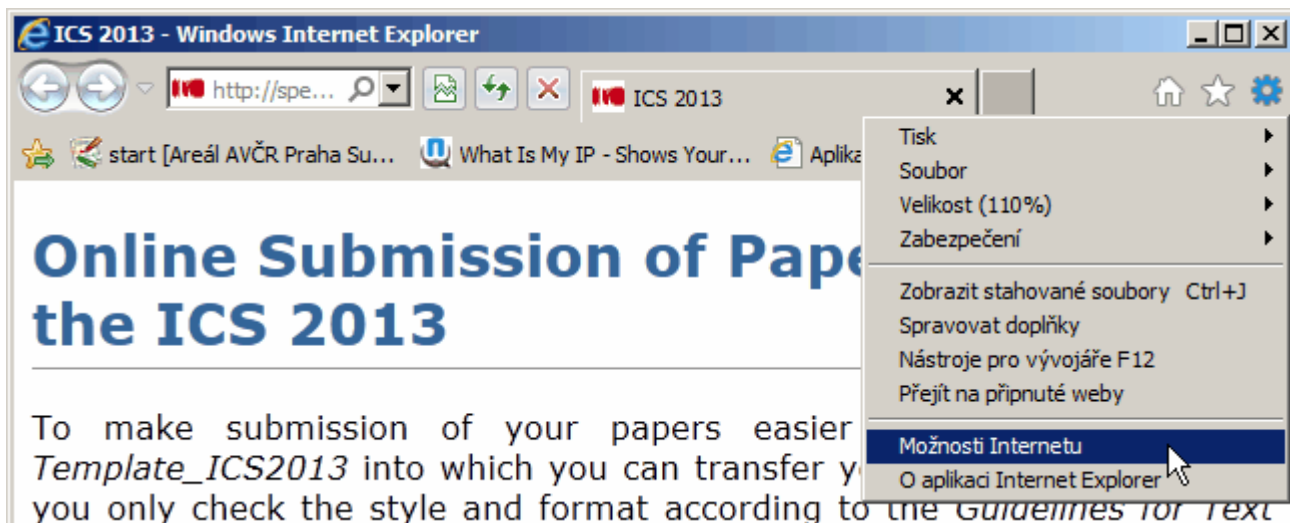 ICS 2013 - Windows Internet Explorer
http://spe...
ICS 2013
start [Areál AVČR Praha Su...
What Is My IP - Shows Your...
Aplika
Tisk
Soubor
Velikost (110%)
Zabezpečení
Zobrazit stahované soubory Ctrl+J
Spravovat doplňky
Nástroje pro vývojáře F12
Přejít na připnuté weby
Možnosti Internetu
O aplikaci Internet Explorer
Online Submission of Pape
the ICS 2013
To make submission of your papers easier
Template_ICS2013 into which you can transfer y
you only check the style and format according to the Guidelines for Text